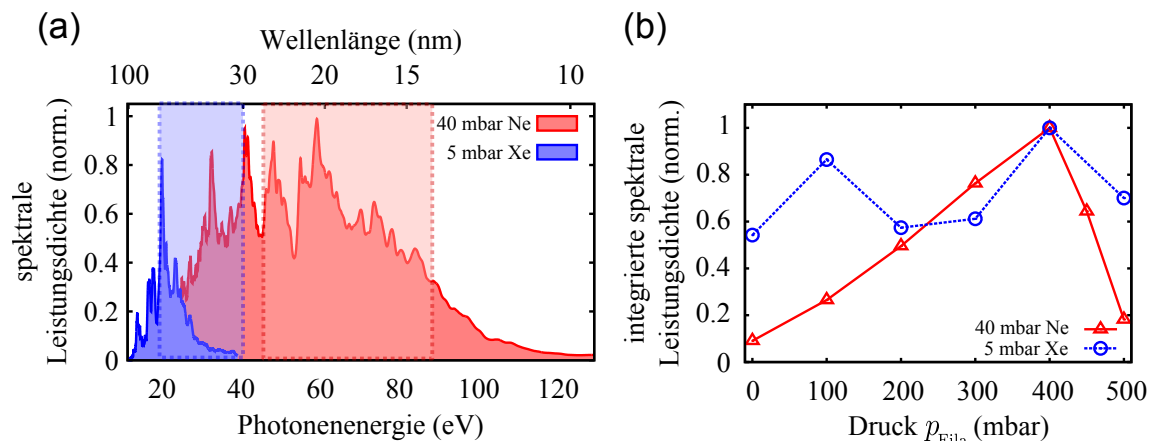 (a)
Wellenlänge (nm)
100 30 20 15 10
spektrale
Leistungsdichte (norm.)
1
0.8
0.6
0.4
0.2
0
40 mbar Ne
5 mbar Xe
20 40 60 80 100 120
Photonenenergie (eV)
(b)
integrierte spektrale
Leistungsdichte (norm.)
1
0.8
0.6
0.4
0.2
0
40 mbar Ne
5 mbar Xe
0 100 200 300 400 500
Druck p (mbar)